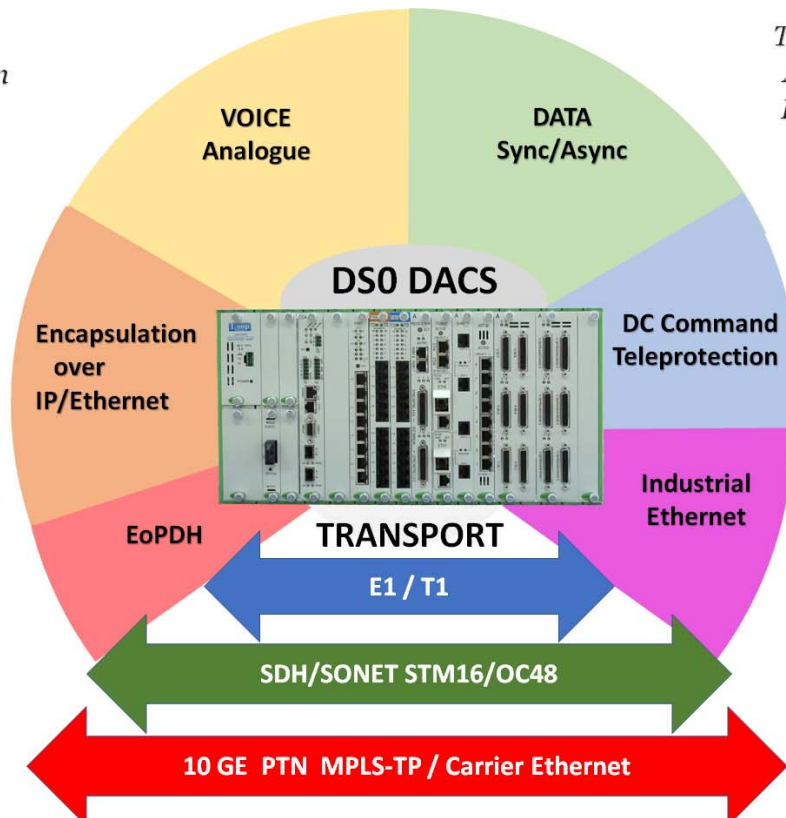 VOICE
Analogue
DATA
Sync/Async
DS0 DACS
Encapsulation
over
IP/Ethernet
DC Command
Teleprotection
Loop
Industrial
Ethernet
EoPDH
TRANSPORT
E1 / T1
SDH/SONET STM16/OC48
10 GE PTN MPLS-TP / Carrier Ethernet